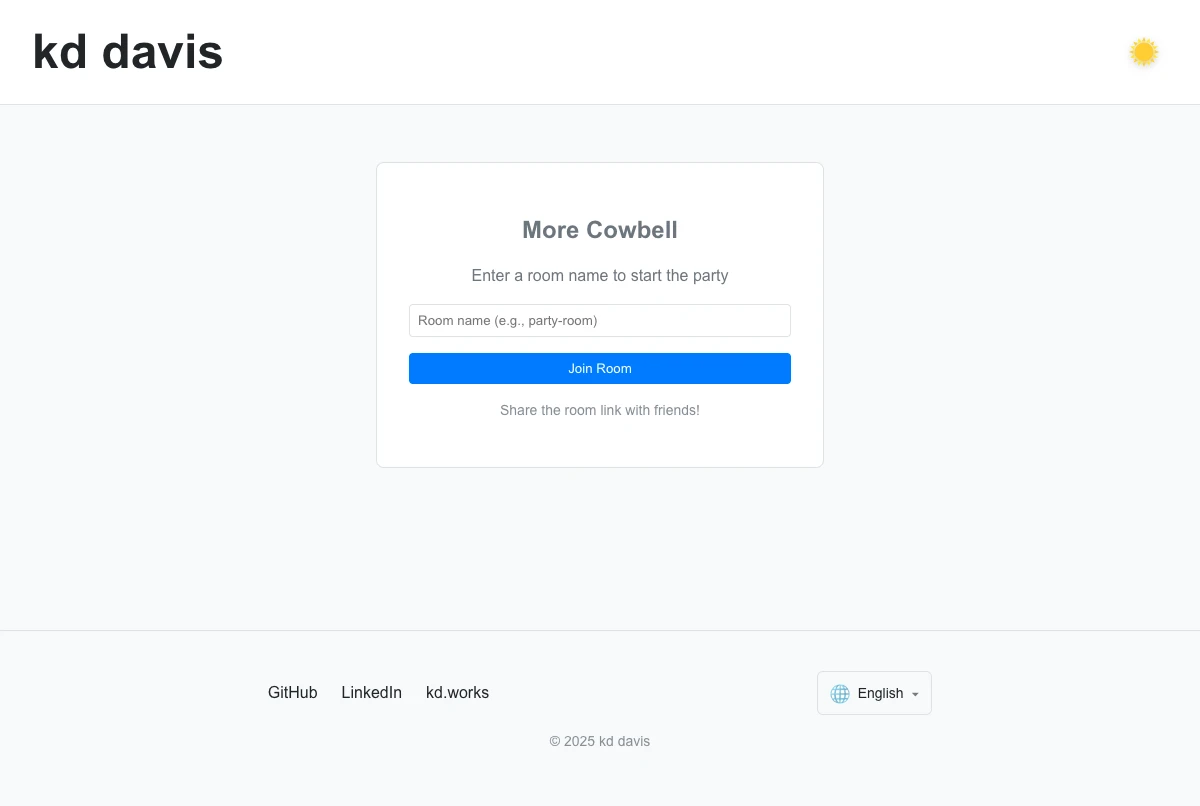 kd davis
More Cowbell
Enter a room name to start the party
Room name (e.g., party-room)
Join Room
Share the room link with friends!
GitHub LinkedIn kd.works English
© 2025 kd davis